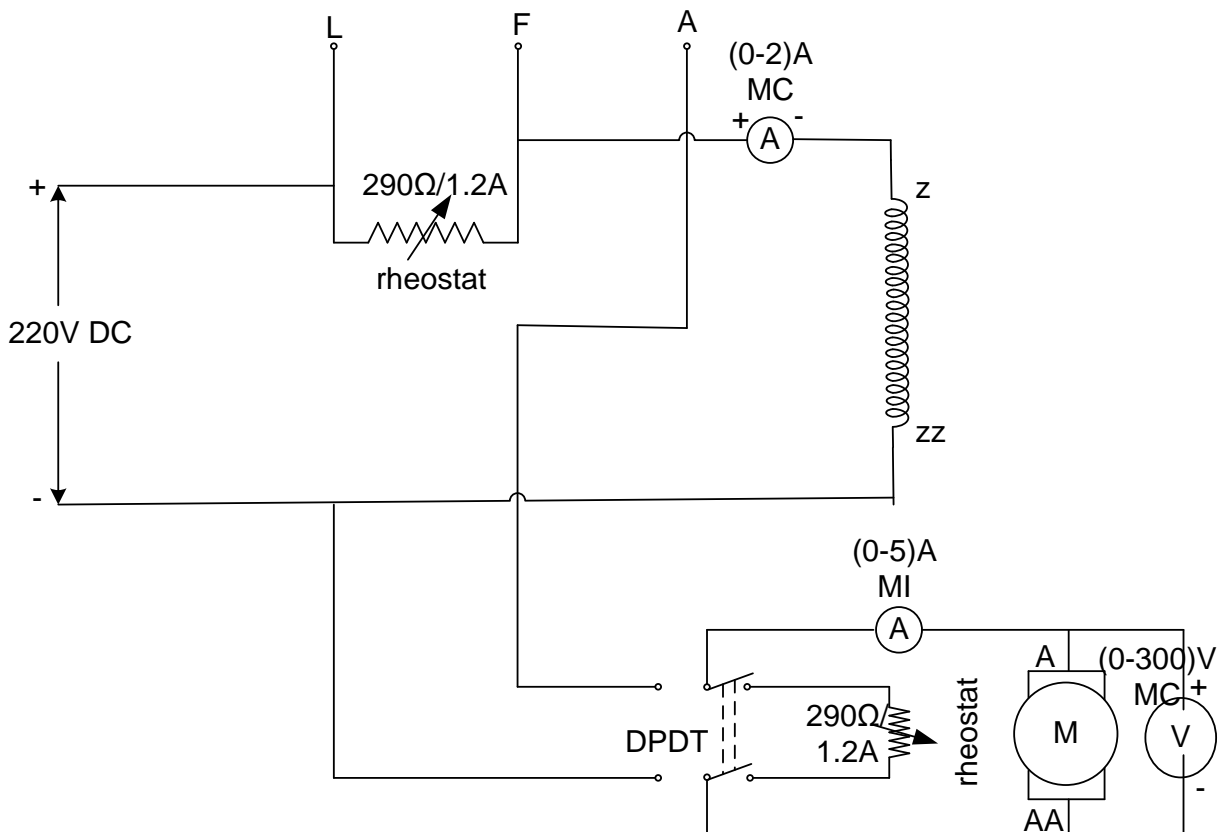 L
F
A
(0-2)A
MC
+
-
A
+
290Ω/1.2A
rheostat
z
220V DC
zz
-
(0-5)A
MI
A
A
(0-300)V
MC
+
290Ω/
1.2A
rheostat
DPDT
M
V
-
AA